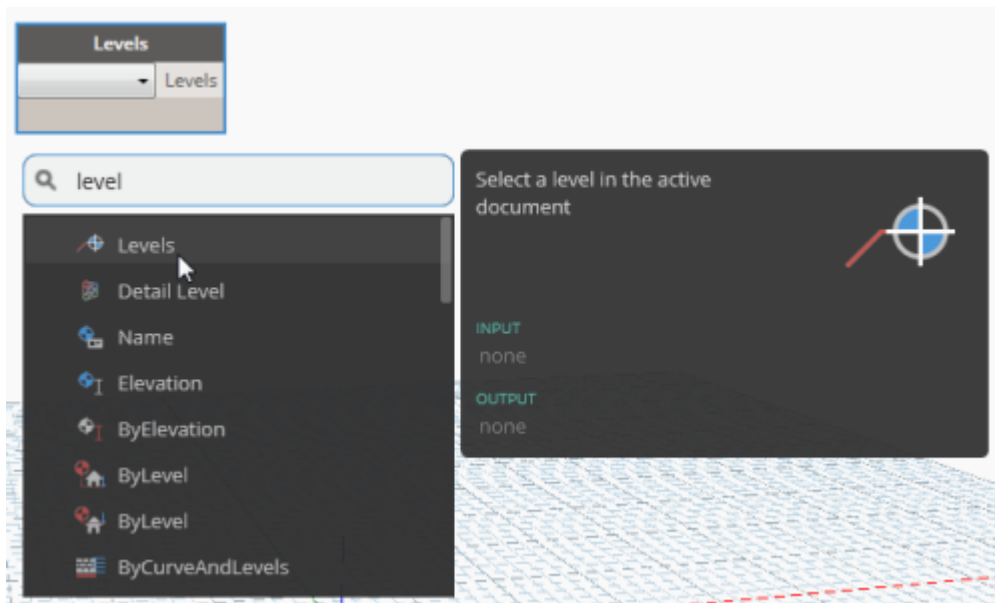 Levels
Levels
level
Levels
Detail Level
Name
Elevation
ByElevation
ByLevel
ByLevel
ByCurveAndLevels
Select a level in the active
document
INPUT
none
OUTPUT
none